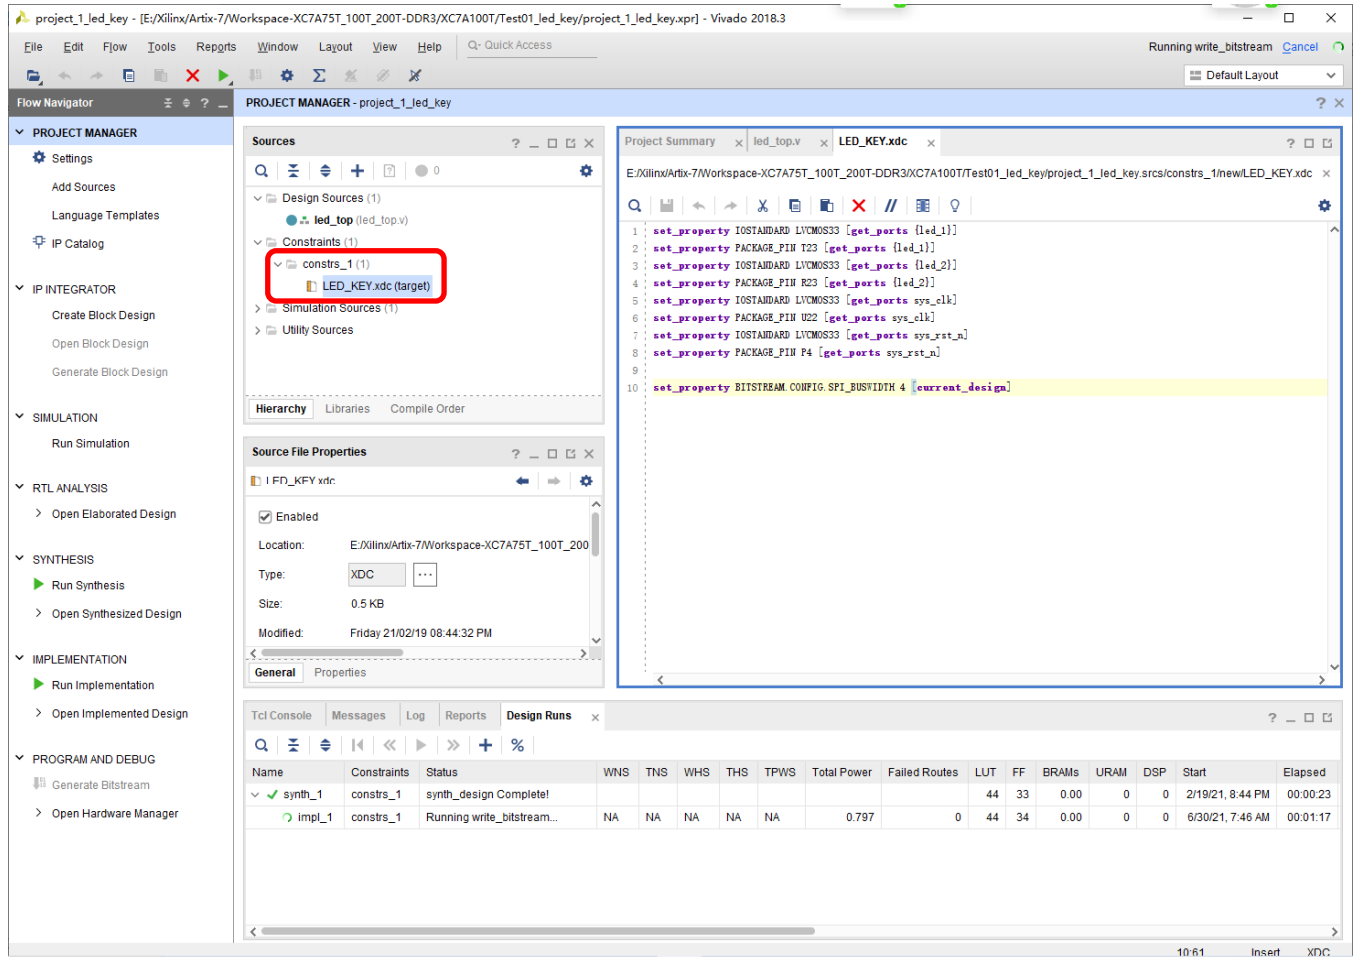 project_1_led_key - [E:/Xilinx/Artix-7/Workspace-XC7A75T_100T_200T-DDR3/XC7A100T/Test01_led_key/project_1_led_key.xpr] - Vivado 2018.3
File Edit Flow Tools Reports Window Layout View Help Quick Access
Running write_bitstream Cancel
Default Layout
Flow Navigator
PROJECT MANAGER - project_1_led_key
PROJECT MANAGER
Settings
Add Sources
Language Templates
IP Catalog
IP INTEGRATOR
Create Block Design
Open Block Design
Generate Block Design
SIMULATION
Run Simulation
RTL ANALYSIS
Open Elaborated Design
SYNTHESIS
Run Synthesis
Open Synthesized Design
IMPLEMENTATION
Run Implementation
Open Implemented Design
PROGRAM AND DEBUG
Generate Bitstream
Open Hardware Manager
Sources
0
Design Sources (1)
led_top (led_top.v)
Constraints (1)
constrs_1 (1)
LED_KEY.xdc (target)
Simulation Sources (1)
Utility Sources
Hierarchy Libraries Compile Order
Source File Properties
LED_KEY.xdc
Enabled
Location: E:/Xilinx/Artix-7/Workspace-XC7A75T_100T_200
Type: XDC
Size: 0.5 KB
Modified: Friday 21/02/19 08:44:32 PM
General Properties
Project Summary led_top.v LED_KEY.xdc
E:/Xilinx/Artix-7/Workspace-XC7A75T_100T_200T-DDR3/XC7A100T/Test01_led_key/project_1_led_key.srcs/constrs_1/new/LED_KEY.xdc
1 set_property IOSTANDARD LVCMOS33 [get_ports {led_1}]
2 set_property PACKAGE_PIN T23 [get_ports {led_1}]
3 set_property IOSTANDARD LVCMOS33 [get_ports {led_2}]
4 set_property PACKAGE_PIN R23 [get_ports {led_2}]
5 set_property IOSTANDARD LVCMOS33 [get_ports sys_clk]
6 set_property PACKAGE_PIN U22 [get_ports sys_clk]
7 set_property IOSTANDARD LVCMOS33 [get_ports sys_rst_n]
8 set_property PACKAGE_PIN P4 [get_ports sys_rst_n]
9
10 set_property BITSTREAM.CONFIG.SPI_BUSWIDTH 4 [current_design]
Tcl Console Messages Log Reports Design Runs
Name Constraints Status WNS TNS WHS THS TPWS Total Power Failed Routes LUT FF BRAMs URAM DSP Start Elapsed
synth_1 constrs_1 synth_design Complete! 44 33 0.00 0 0 2/19/21, 8:44 PM 00:00:23
impl_1 constrs_1 Running write_bitstream... NA NA NA NA NA 0.797 0 44 34 0.00 0 0 6/30/21, 7:46 AM 00:01:17
10:61 Insert XDC